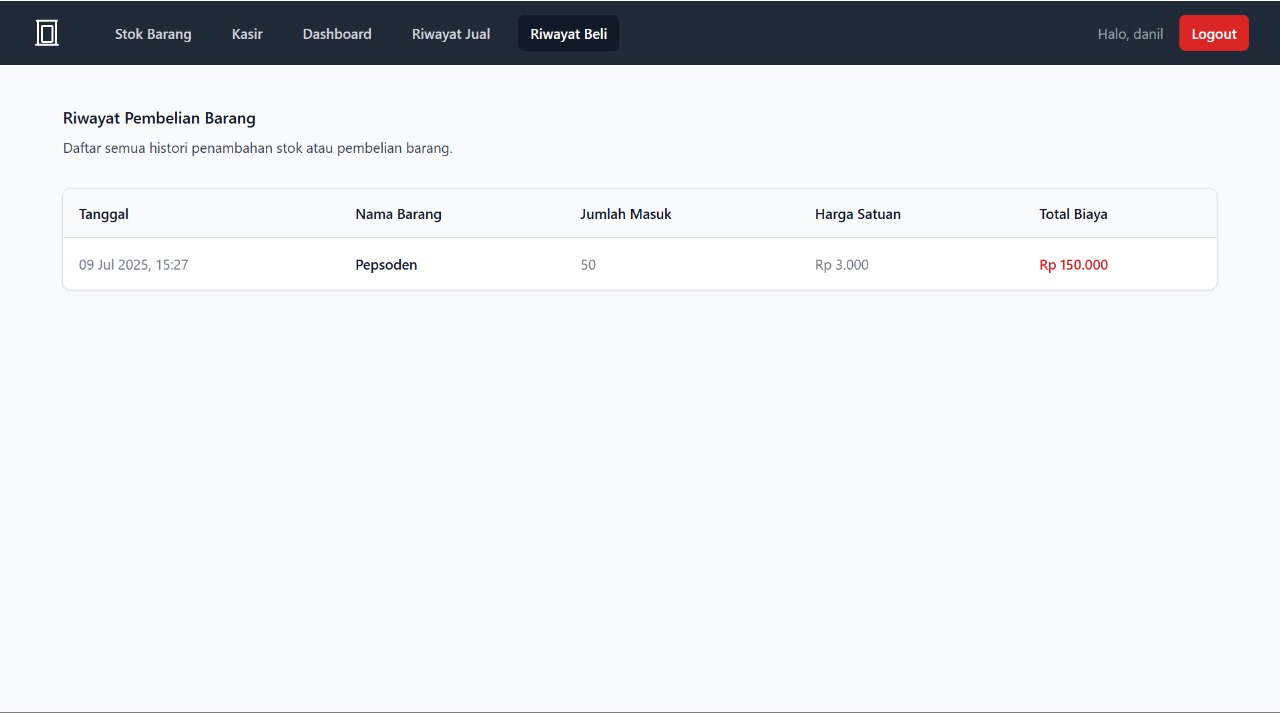 Stok Barang Kasir Dashboard Riwayat Jual Riwayat Beli Halo, danil Logout
Riwayat Pembelian Barang
Daftar semua histori penambahan stok atau pembelian barang.
Tanggal Nama Barang Jumlah Masuk Harga Satuan Total Biaya
09 Jul 2025, 15:27 Pepsoden 50 Rp 3.000 Rp 150.000